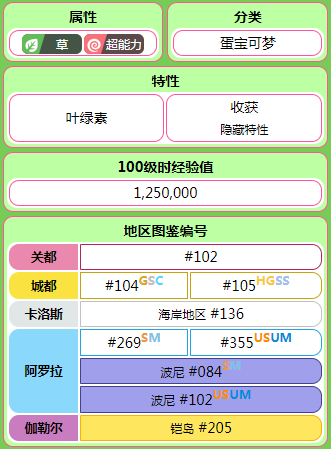 属性 分类
草 超能力 蛋宝可梦
特性
叶绿素 收获
隐藏特性
100级时经验值
1,250,000
地区图鉴编号
关都 #102
城都 #104GSC #105HGSS
卡洛斯 海岸地区 #136
阿罗拉 #269SM #355USUM
波尼 #084SM
波尼 #102USUM
伽勒尔 铠岛 #205